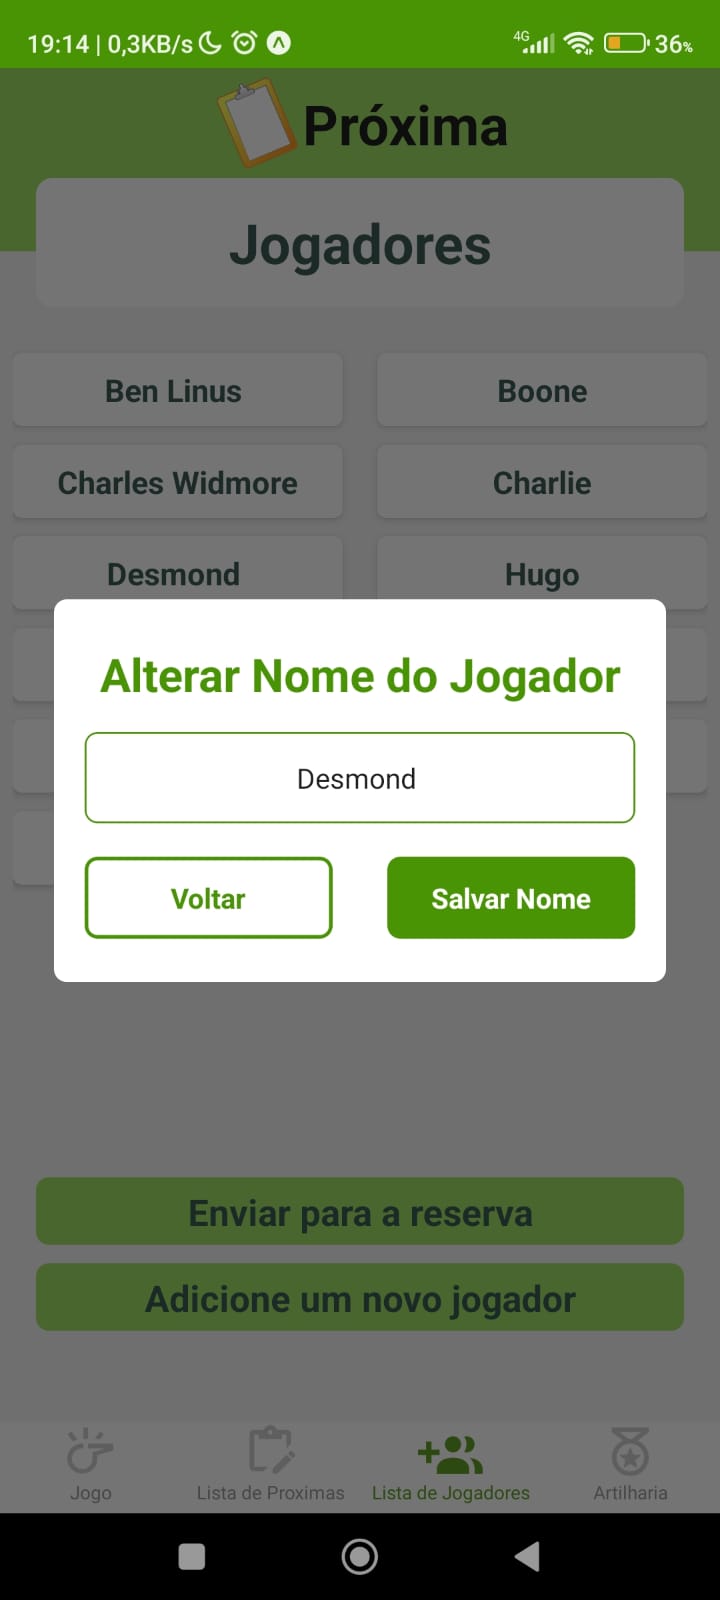 19:14 | 0,3KB/s
4G
36%
Próxima
Jogadores
Ben Linus
Boone
Charles Widmore
Charlie
Desmond
Hugo
Alterar Nome do Jogador
Desmond
Voltar
Salvar Nome
Enviar para a reserva
Adicione um novo jogador
Jogo
Lista de Proximas
Lista de Jogadores
Artilharia